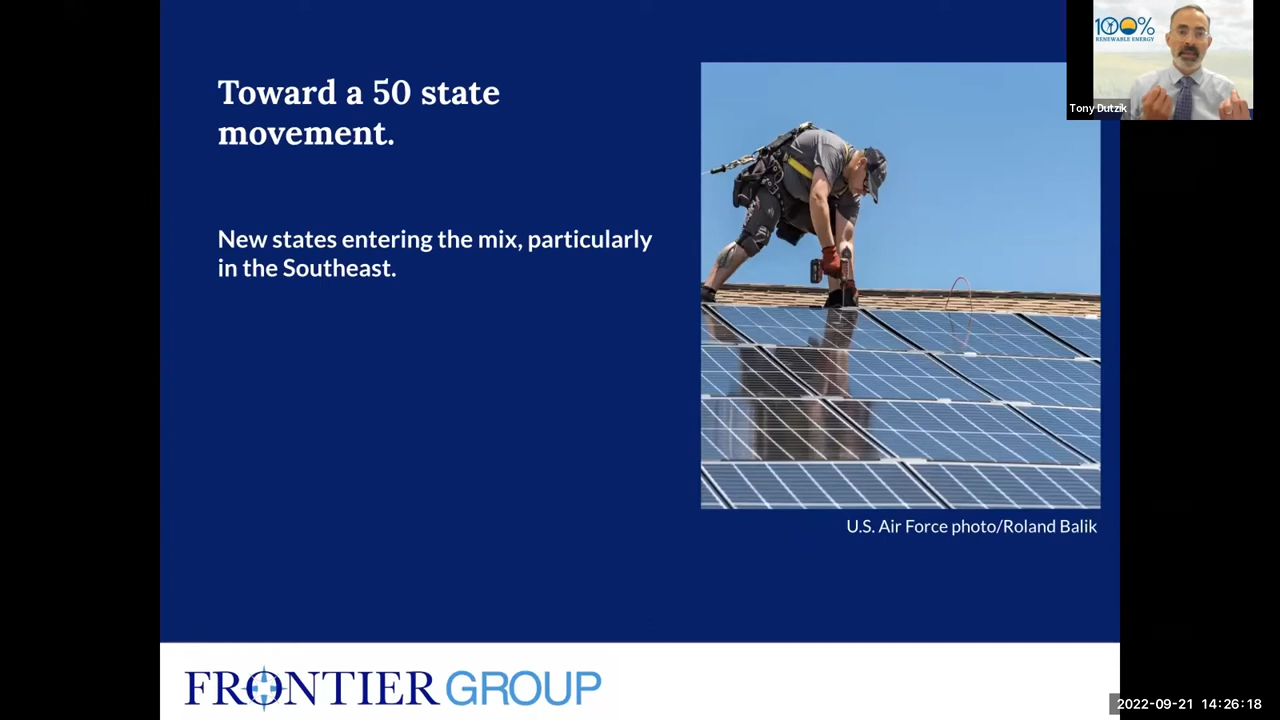 Toward a 50 state
movement.
New states entering the mix, particularly
in the Southeast.
U.S. Air Force photo/Roland Balik
100%
RENEWABLE ENERGY
Tony Dutzik
FRONTIER GROUP
2022-09-21 14:26:18